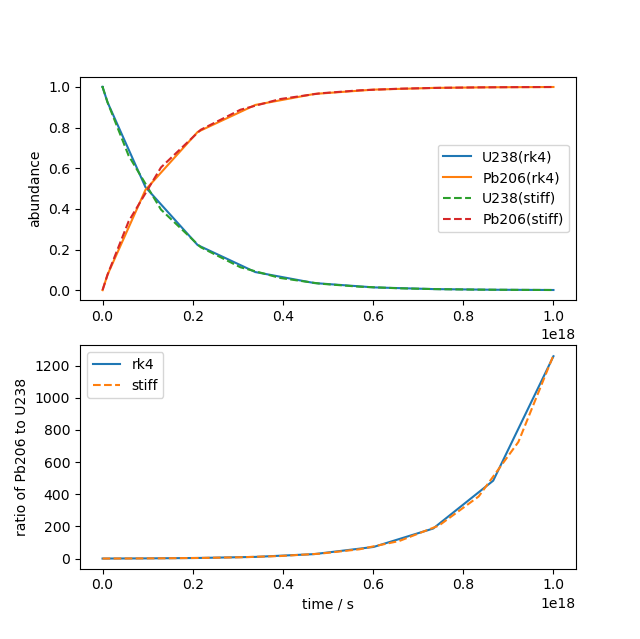 1.0
0.8
0.6
0.4
0.2
0.0
abundance
U238(rk4)
Pb206(rk4)
U238(stiff)
Pb206(stiff)
0.0 0.2 0.4 0.6 0.8 1.0
1e18
1200
1000
800
600
400
200
0
ratio of Pb206 to U238
rk4
stiff
0.0 0.2 0.4 0.6 0.8 1.0
time / s
1e18